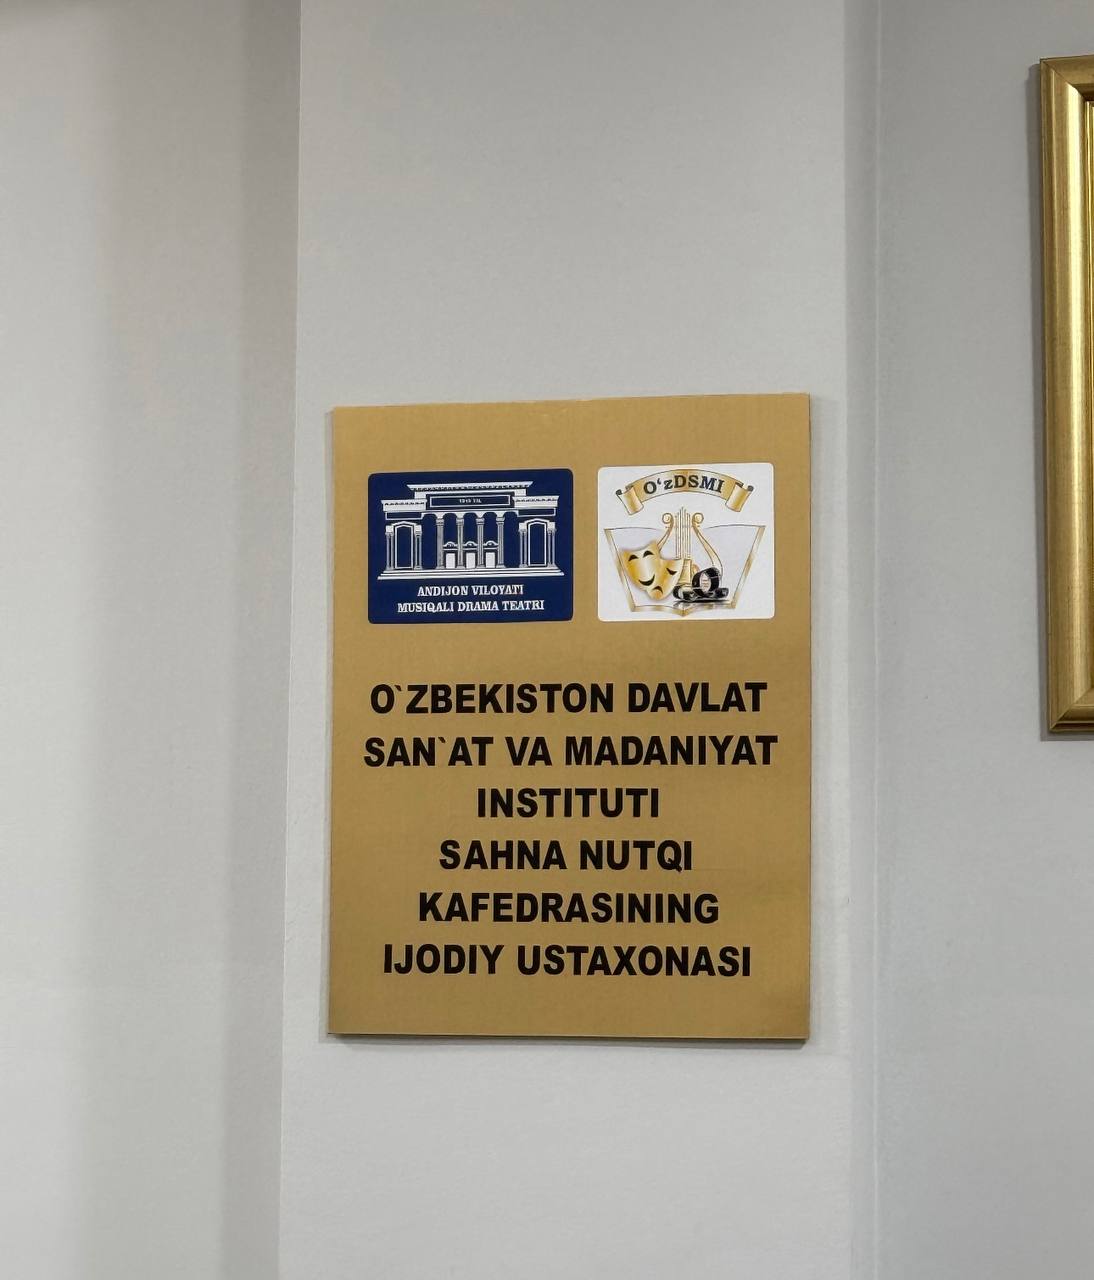 1919 YIL
ANDIJON VILOYATI
MUSIQALI DRAMA TEATRI
O‘zDSMI
O`ZBEKISTON DAVLAT
SAN`AT VA MADANIYAT
INSTITUTI
SAHNA NUTQI
KAFEDRASINING
IJODIY USTAXONASI